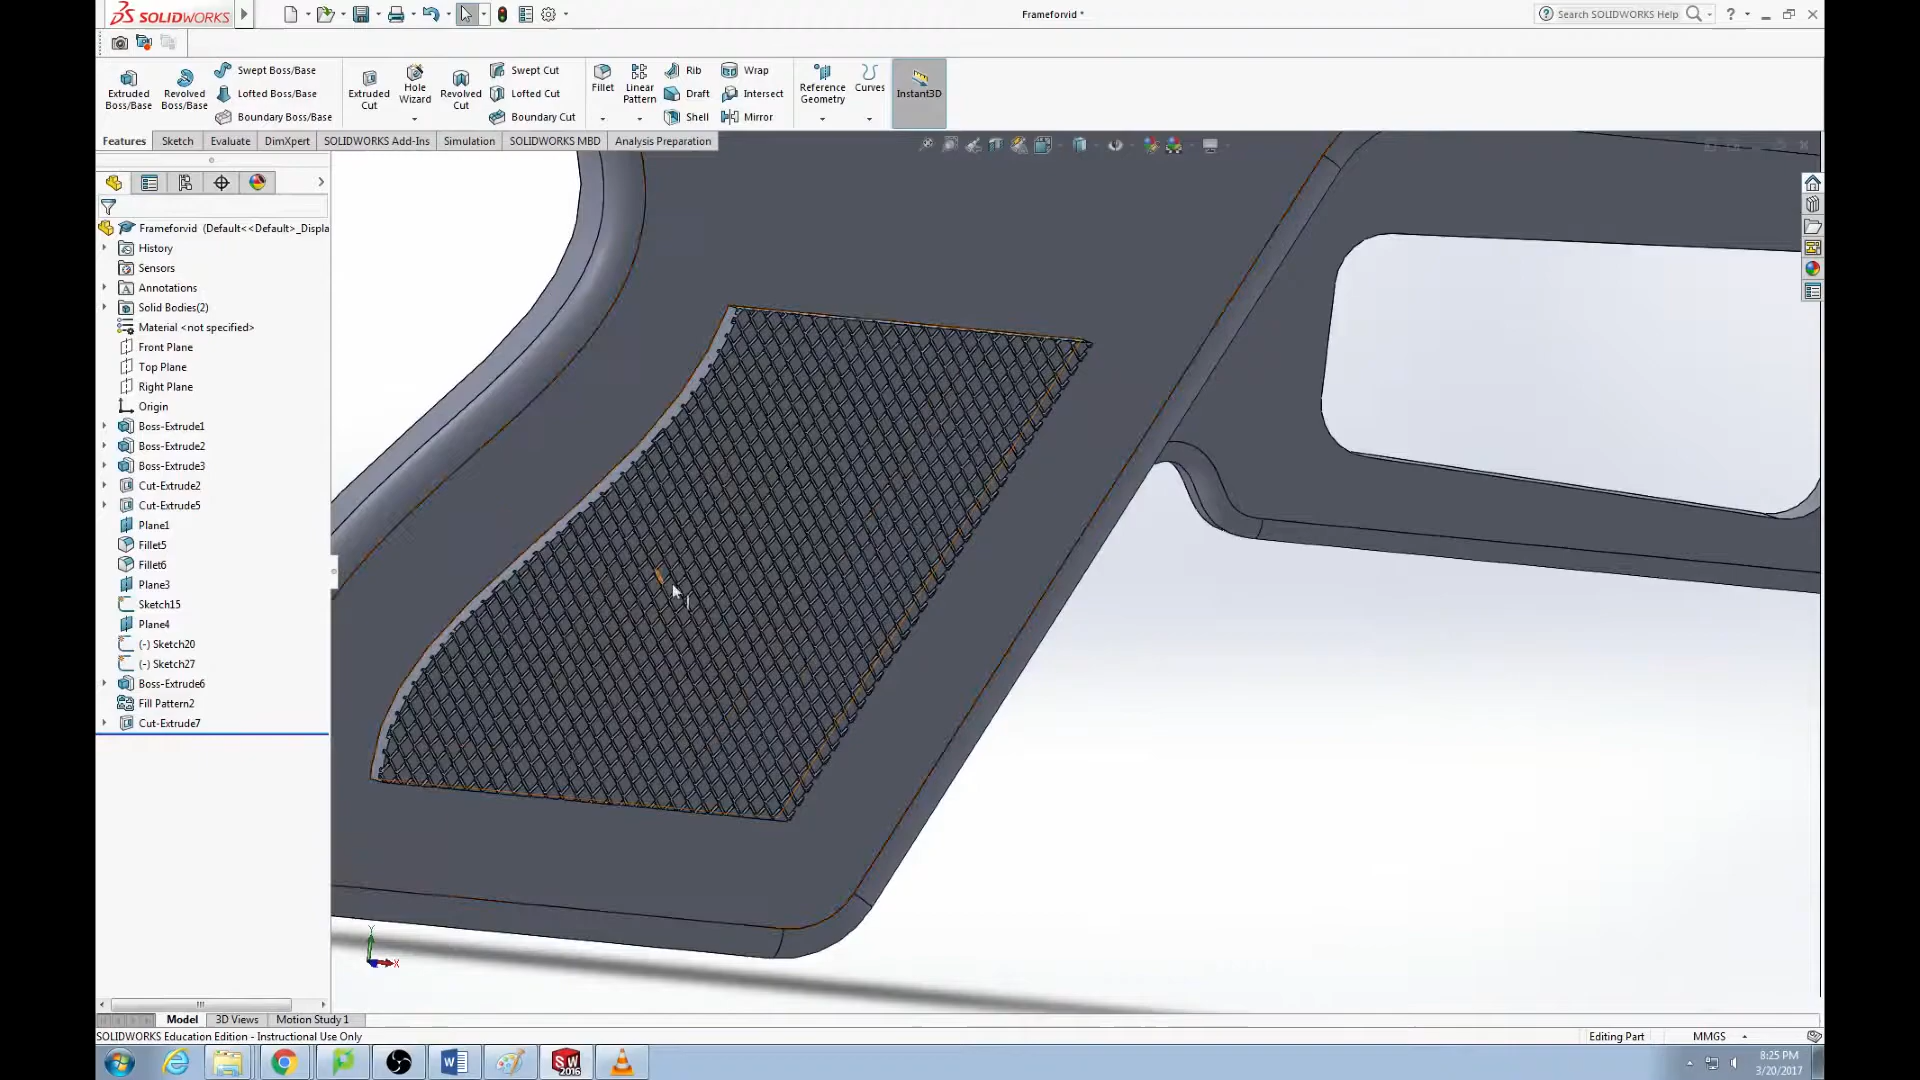 SOLIDWORKS
Frameforvid *
Search SOLIDWORKS Help
?
Extruded Boss/Base
Revolved Boss/Base
Swept Boss/Base
Lofted Boss/Base
Boundary Boss/Base
Extruded Cut
Hole Wizard
Revolved Cut
Swept Cut
Lofted Cut
Boundary Cut
Fillet
Linear Pattern
Rib
Draft
Shell
Wrap
Intersect
Mirror
Reference Geometry
Curves
Instant3D
Features Sketch Evaluate DimXpert SOLIDWORKS Add-Ins Simulation SOLIDWORKS MBD Analysis Preparation
Frameforvid (Default<<Default>_Displa
History
Sensors
Annotations
Solid Bodies(2)
Material <not specified>
Front Plane
Top Plane
Right Plane
Origin
Boss-Extrude1
Boss-Extrude2
Boss-Extrude3
Cut-Extrude2
Cut-Extrude5
Plane1
Fillet5
Fillet6
Plane3
Sketch15
Plane4
(-) Sketch20
(-) Sketch27
Boss-Extrude6
Fill Pattern2
Cut-Extrude7
Y
X
Model 3D Views Motion Study 1
SOLIDWORKS Education Edition - Instructional Use Only
Editing Part
MMGS
SW
2016
8:25 PM
3/20/2017